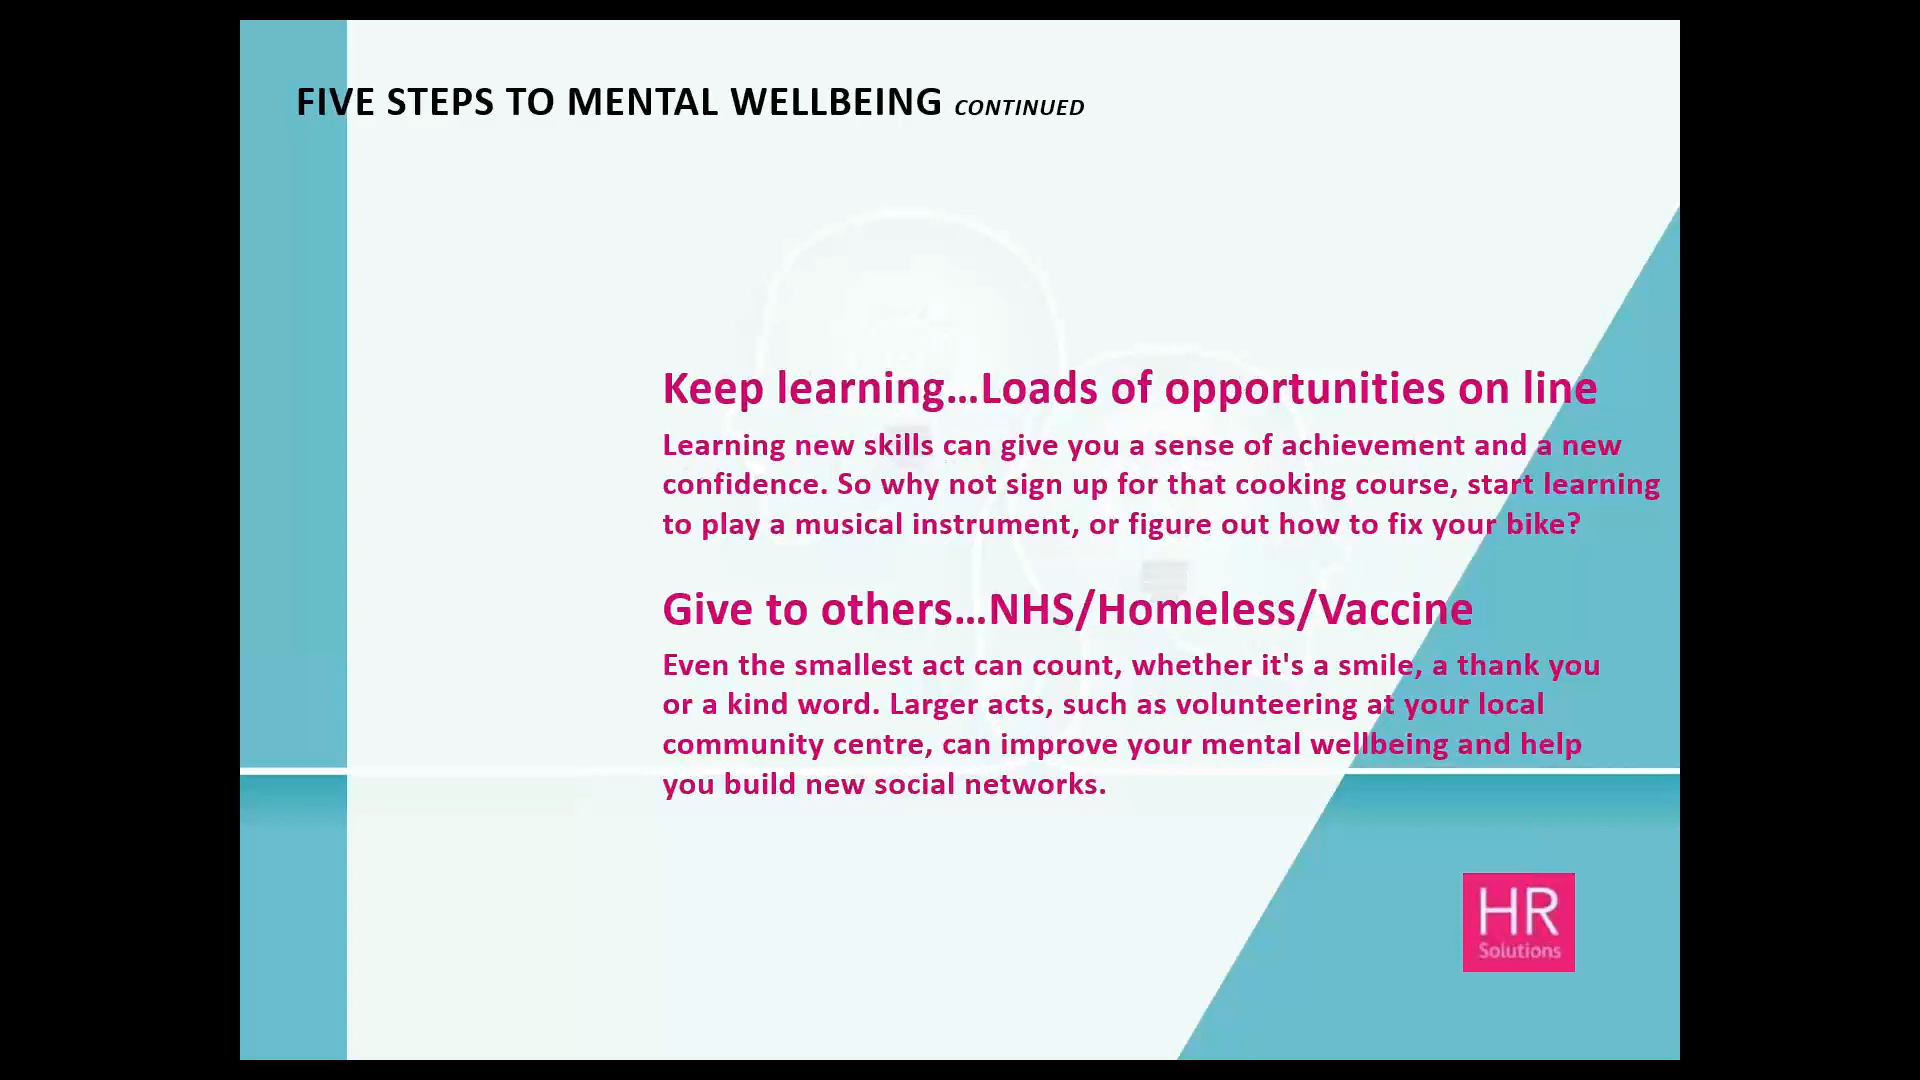 FIVE STEPS TO MENTAL WELLBEING CONTINUED
Keep learning…Loads of opportunities on line
Learning new skills can give you a sense of achievement and a new
confidence. So why not sign up for that cooking course, start learning
to play a musical instrument, or figure out how to fix your bike?
Give to others…NHS/Homeless/Vaccine
Even the smallest act can count, whether it's a smile, a thank you
or a kind word. Larger acts, such as volunteering at your local
community centre, can improve your mental wellbeing and help
you build new social networks.
HR
Solutions